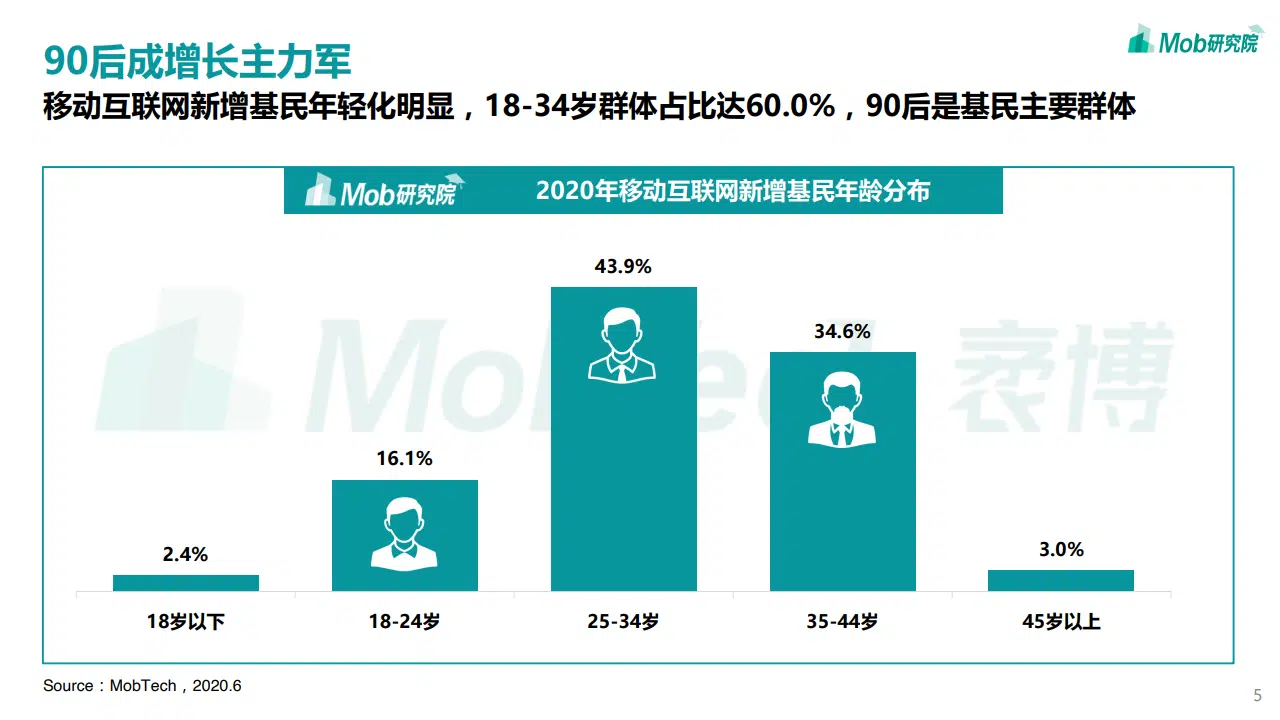 90后成增长主力军
Mob研究院
移动互联网新增基民年轻化明显，18-34岁群体占比达60.0%，90后是基民主要群体
Mob研究院
2020年移动互联网新增基民年龄分布
MobTech 袤博
43.9%
34.6%
16.1%
2.4%
3.0%
18岁以下
18-24岁
25-34岁
35-44岁
45岁以上
Source：MobTech，2020.6
5